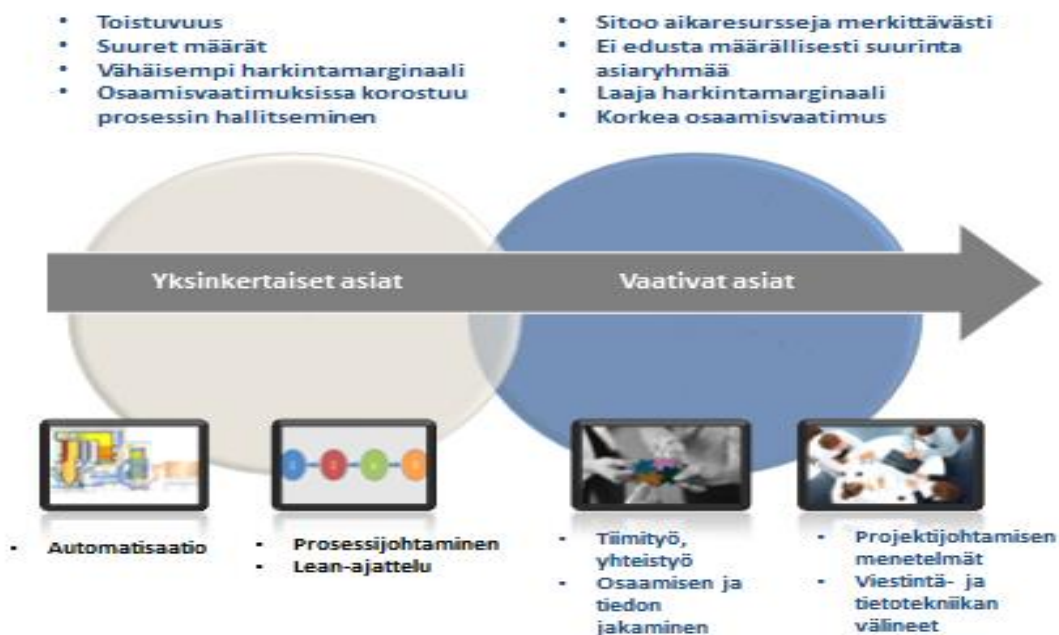 • Toistuvuus
• Suuret määrät
• Vähäisempi harkintamarginaali
• Osaamisvaatimuksissa korostuu
prosessin hallitseminen
• Sitoo aikaresursseja merkittävästi
• Ei edusta määrällisesti suurinta
asiaryhmää
• Laaja harkintamarginaali
• Korkea osaamisvaatimus
Yksinkertaiset asiat
Vaativat asiat
• Automatisaatio
• Prosessijohtaminen
• Lean-ajattelu
• Tiimityö,
yhteistyö
• Osaamisen ja
tiedon
jakaminen
• Projektijohtamisen
menetelmät
• Viestintä- ja
tietotekniikan
välineet